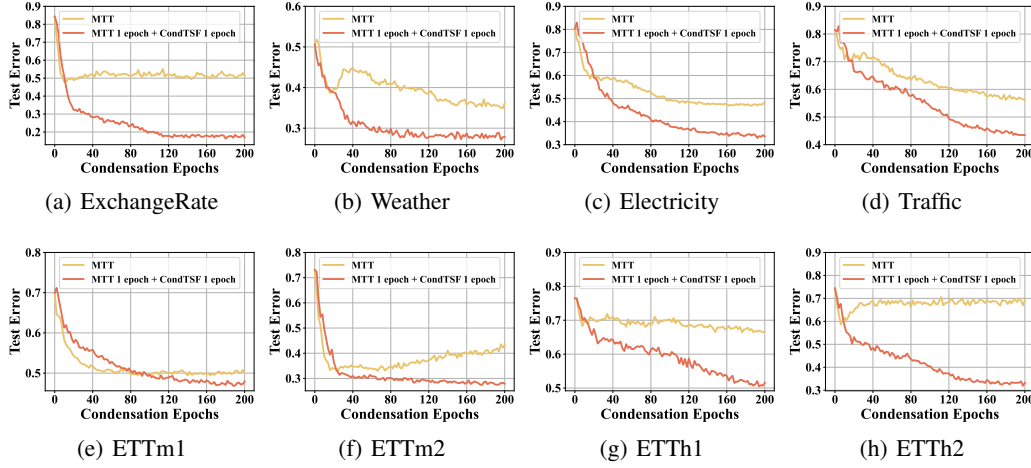 0.9
0.8
0.7
0.6
0.5
0.4
0.3
0.2
Test Error
MTT
MTT 1 epoch + CondTSF 1 epoch
0 40 80 120 160 200
Condensation Epochs
(a) ExchangeRate
0.6
0.5
0.4
0.3
Test Error
MTT
MTT 1 epoch + CondTSF 1 epoch
0 40 80 120 160 200
Condensation Epochs
(b) Weather
0.9
0.8
0.7
0.6
0.5
0.4
0.3
Test Error
MTT
MTT 1 epoch + CondTSF 1 epoch
0 40 80 120 160 200
Condensation Epochs
(c) Electricity
0.9
0.8
0.7
0.6
0.5
0.4
Test Error
MTT
MTT 1 epoch + CondTSF 1 epoch
0 40 80 120 160 200
Condensation Epochs
(d) Traffic
0.8
0.7
0.6
0.5
Test Error
MTT
MTT 1 epoch + CondTSF 1 epoch
0 40 80 120 160 200
Condensation Epochs
(e) ETTm1
0.8
0.7
0.6
0.5
0.4
0.3
Test Error
MTT
MTT 1 epoch + CondTSF 1 epoch
0 40 80 120 160 200
Condensation Epochs
(f) ETTm2
0.9
0.8
0.7
0.6
0.5
Test Error
MTT
MTT 1 epoch + CondTSF 1 epoch
0 40 80 120 160 200
Condensation Epochs
(g) ETTh1
0.9
0.8
0.7
0.6
0.5
0.4
0.3
Test Error
MTT
MTT 1 epoch + CondTSF 1 epoch
0 40 80 120 160 200
Condensation Epochs
(h) ETTh2